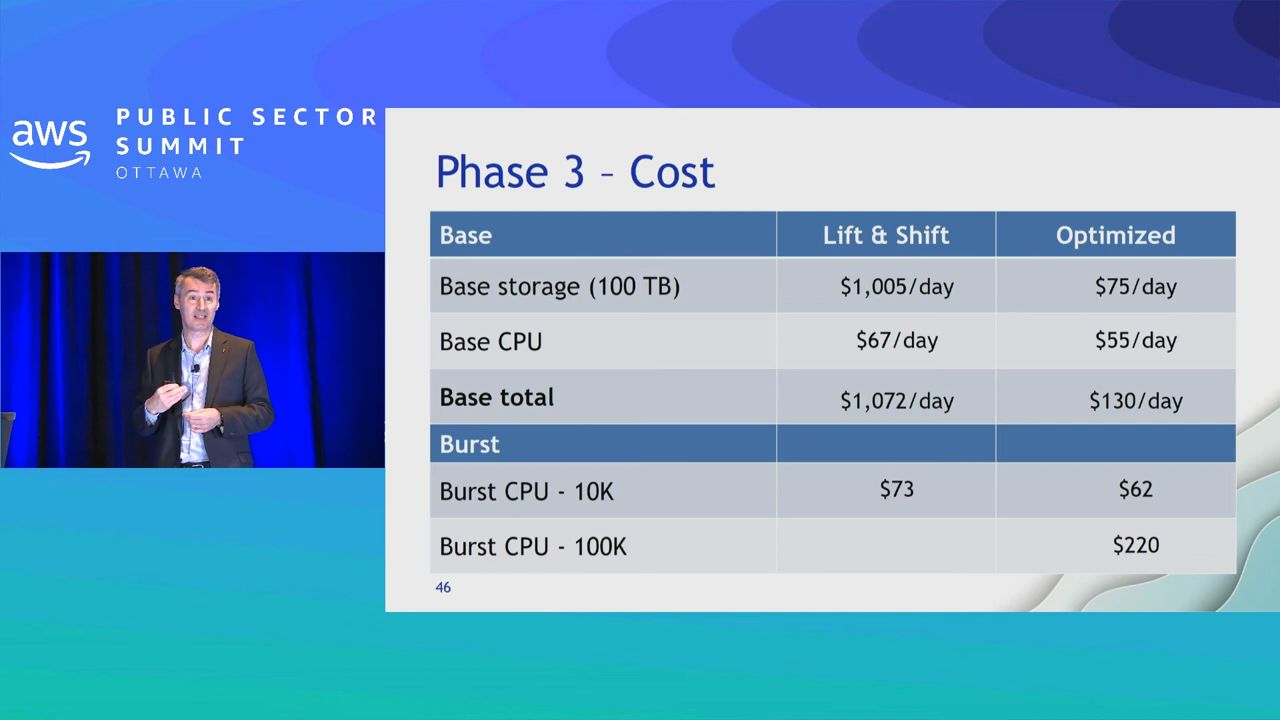 aws
PUBLIC SECTOR
SUMMIT
OTTAWA
Phase 3 – Cost
Base Lift & Shift Optimized
Base storage (100 TB) $1,005/day $75/day
Base CPU $67/day $55/day
Base total $1,072/day $130/day
Burst
Burst CPU - 10K $73 $62
Burst CPU - 100K $220
46